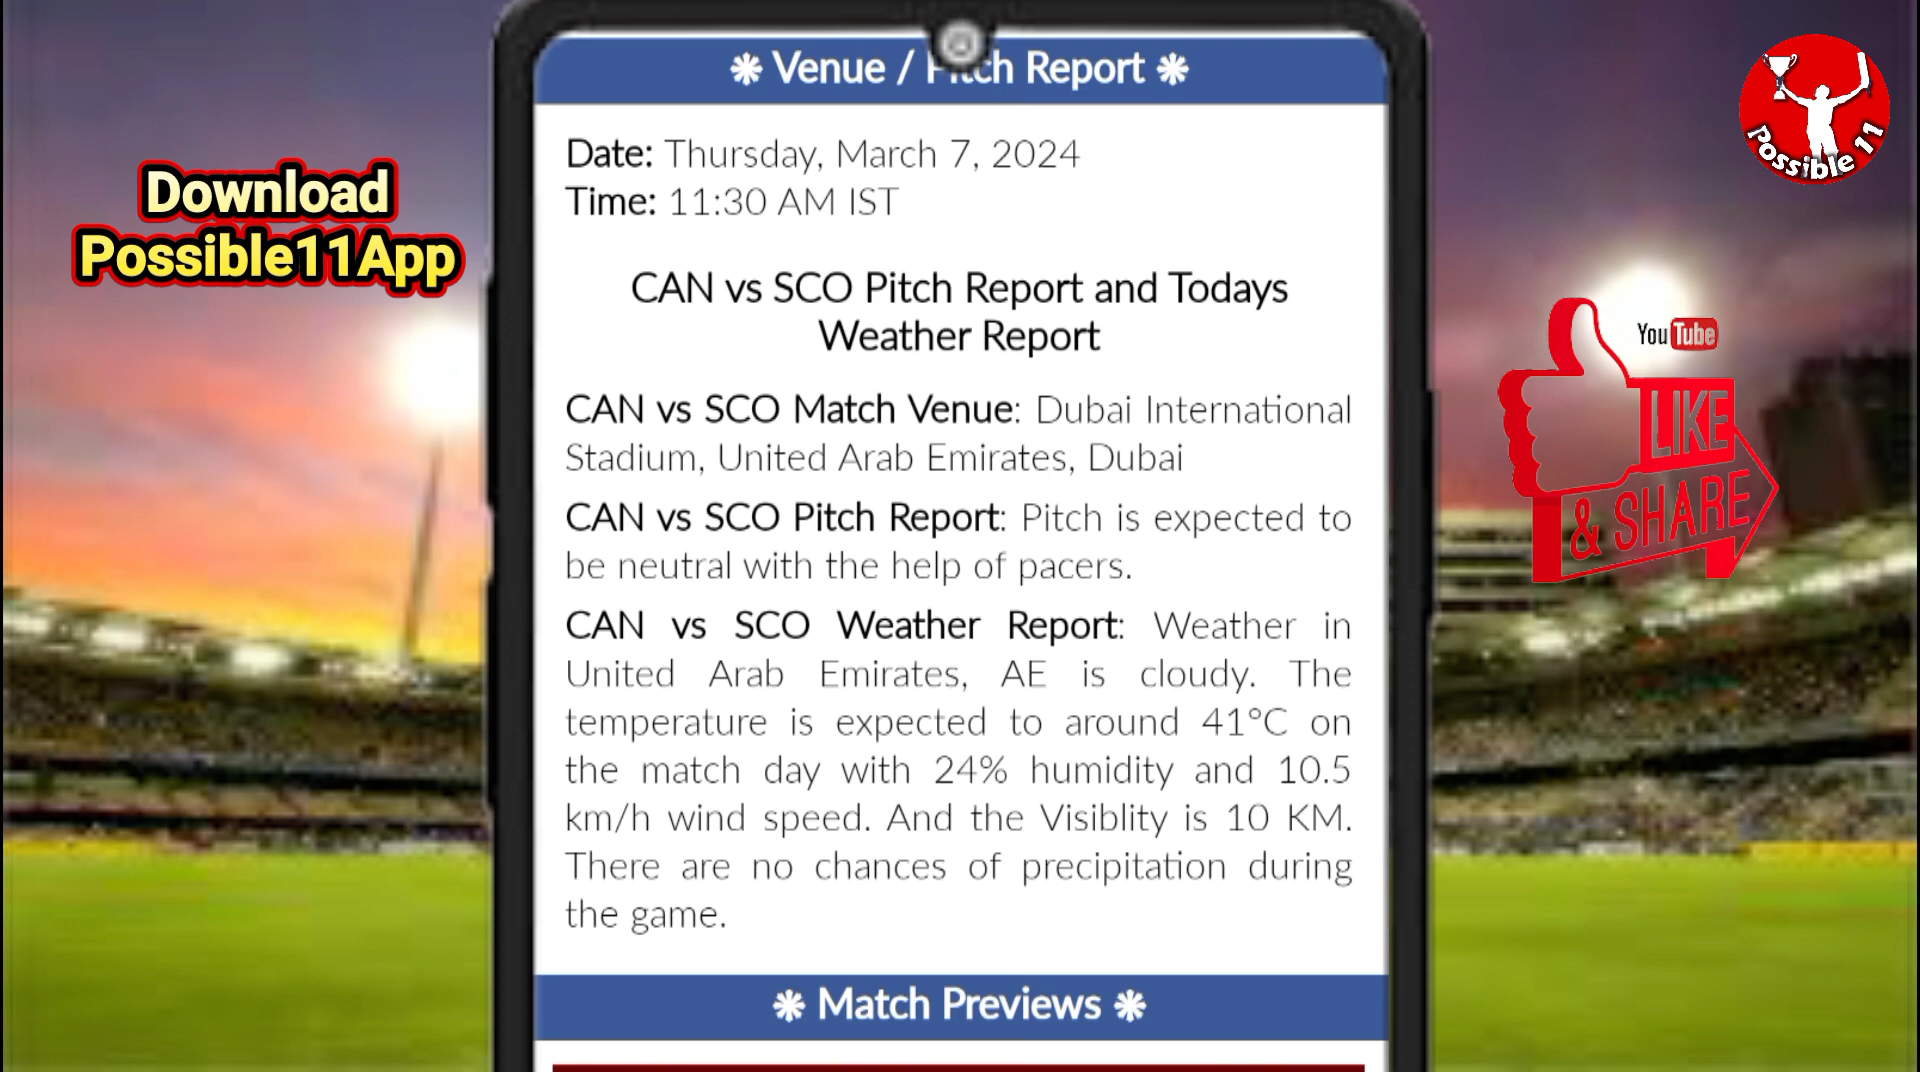 * Venue / Pitch Report *
Date: Thursday, March 7, 2024
Time: 11:30 AM IST
CAN vs SCO Pitch Report and Todays
Weather Report
CAN vs SCO Match Venue: Dubai International
Stadium, United Arab Emirates, Dubai
CAN vs SCO Pitch Report: Pitch is expected to
be neutral with the help of pacers.
CAN vs SCO Weather Report: Weather in
United Arab Emirates, AE is cloudy. The
temperature is expected to around 41°C on
the match day with 24% humidity and 10.5
km/h wind speed. And the Visiblity is 10 KM.
There are no chances of precipitation during
the game.
* Match Previews *
Download
Possible11App
Possible 11
YouTube
LIKE
& SHARE